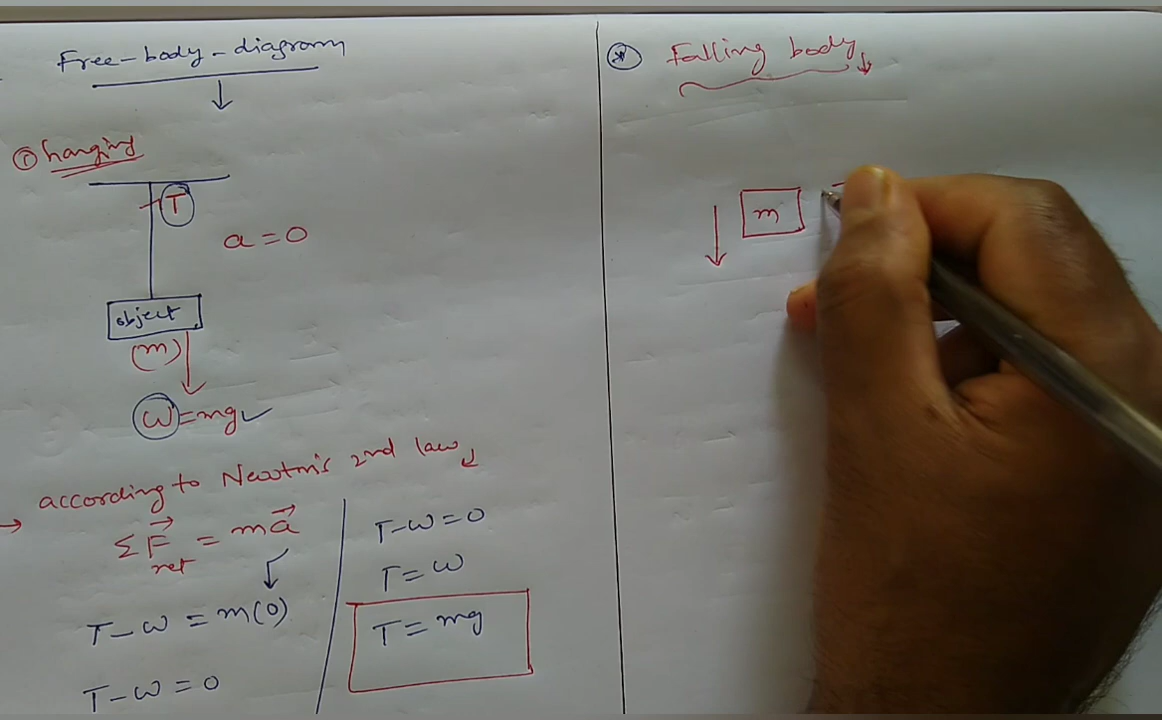 Free-body-diagram
① hanging
T
a = 0
object
(m)
W = mg ✓
→ according to Newton's 2nd law
ΣF⃗ = ma⃗
net
T - W = m(0)
T - W = 0
T - W = 0
T = W
T = mg
* Falling body
m